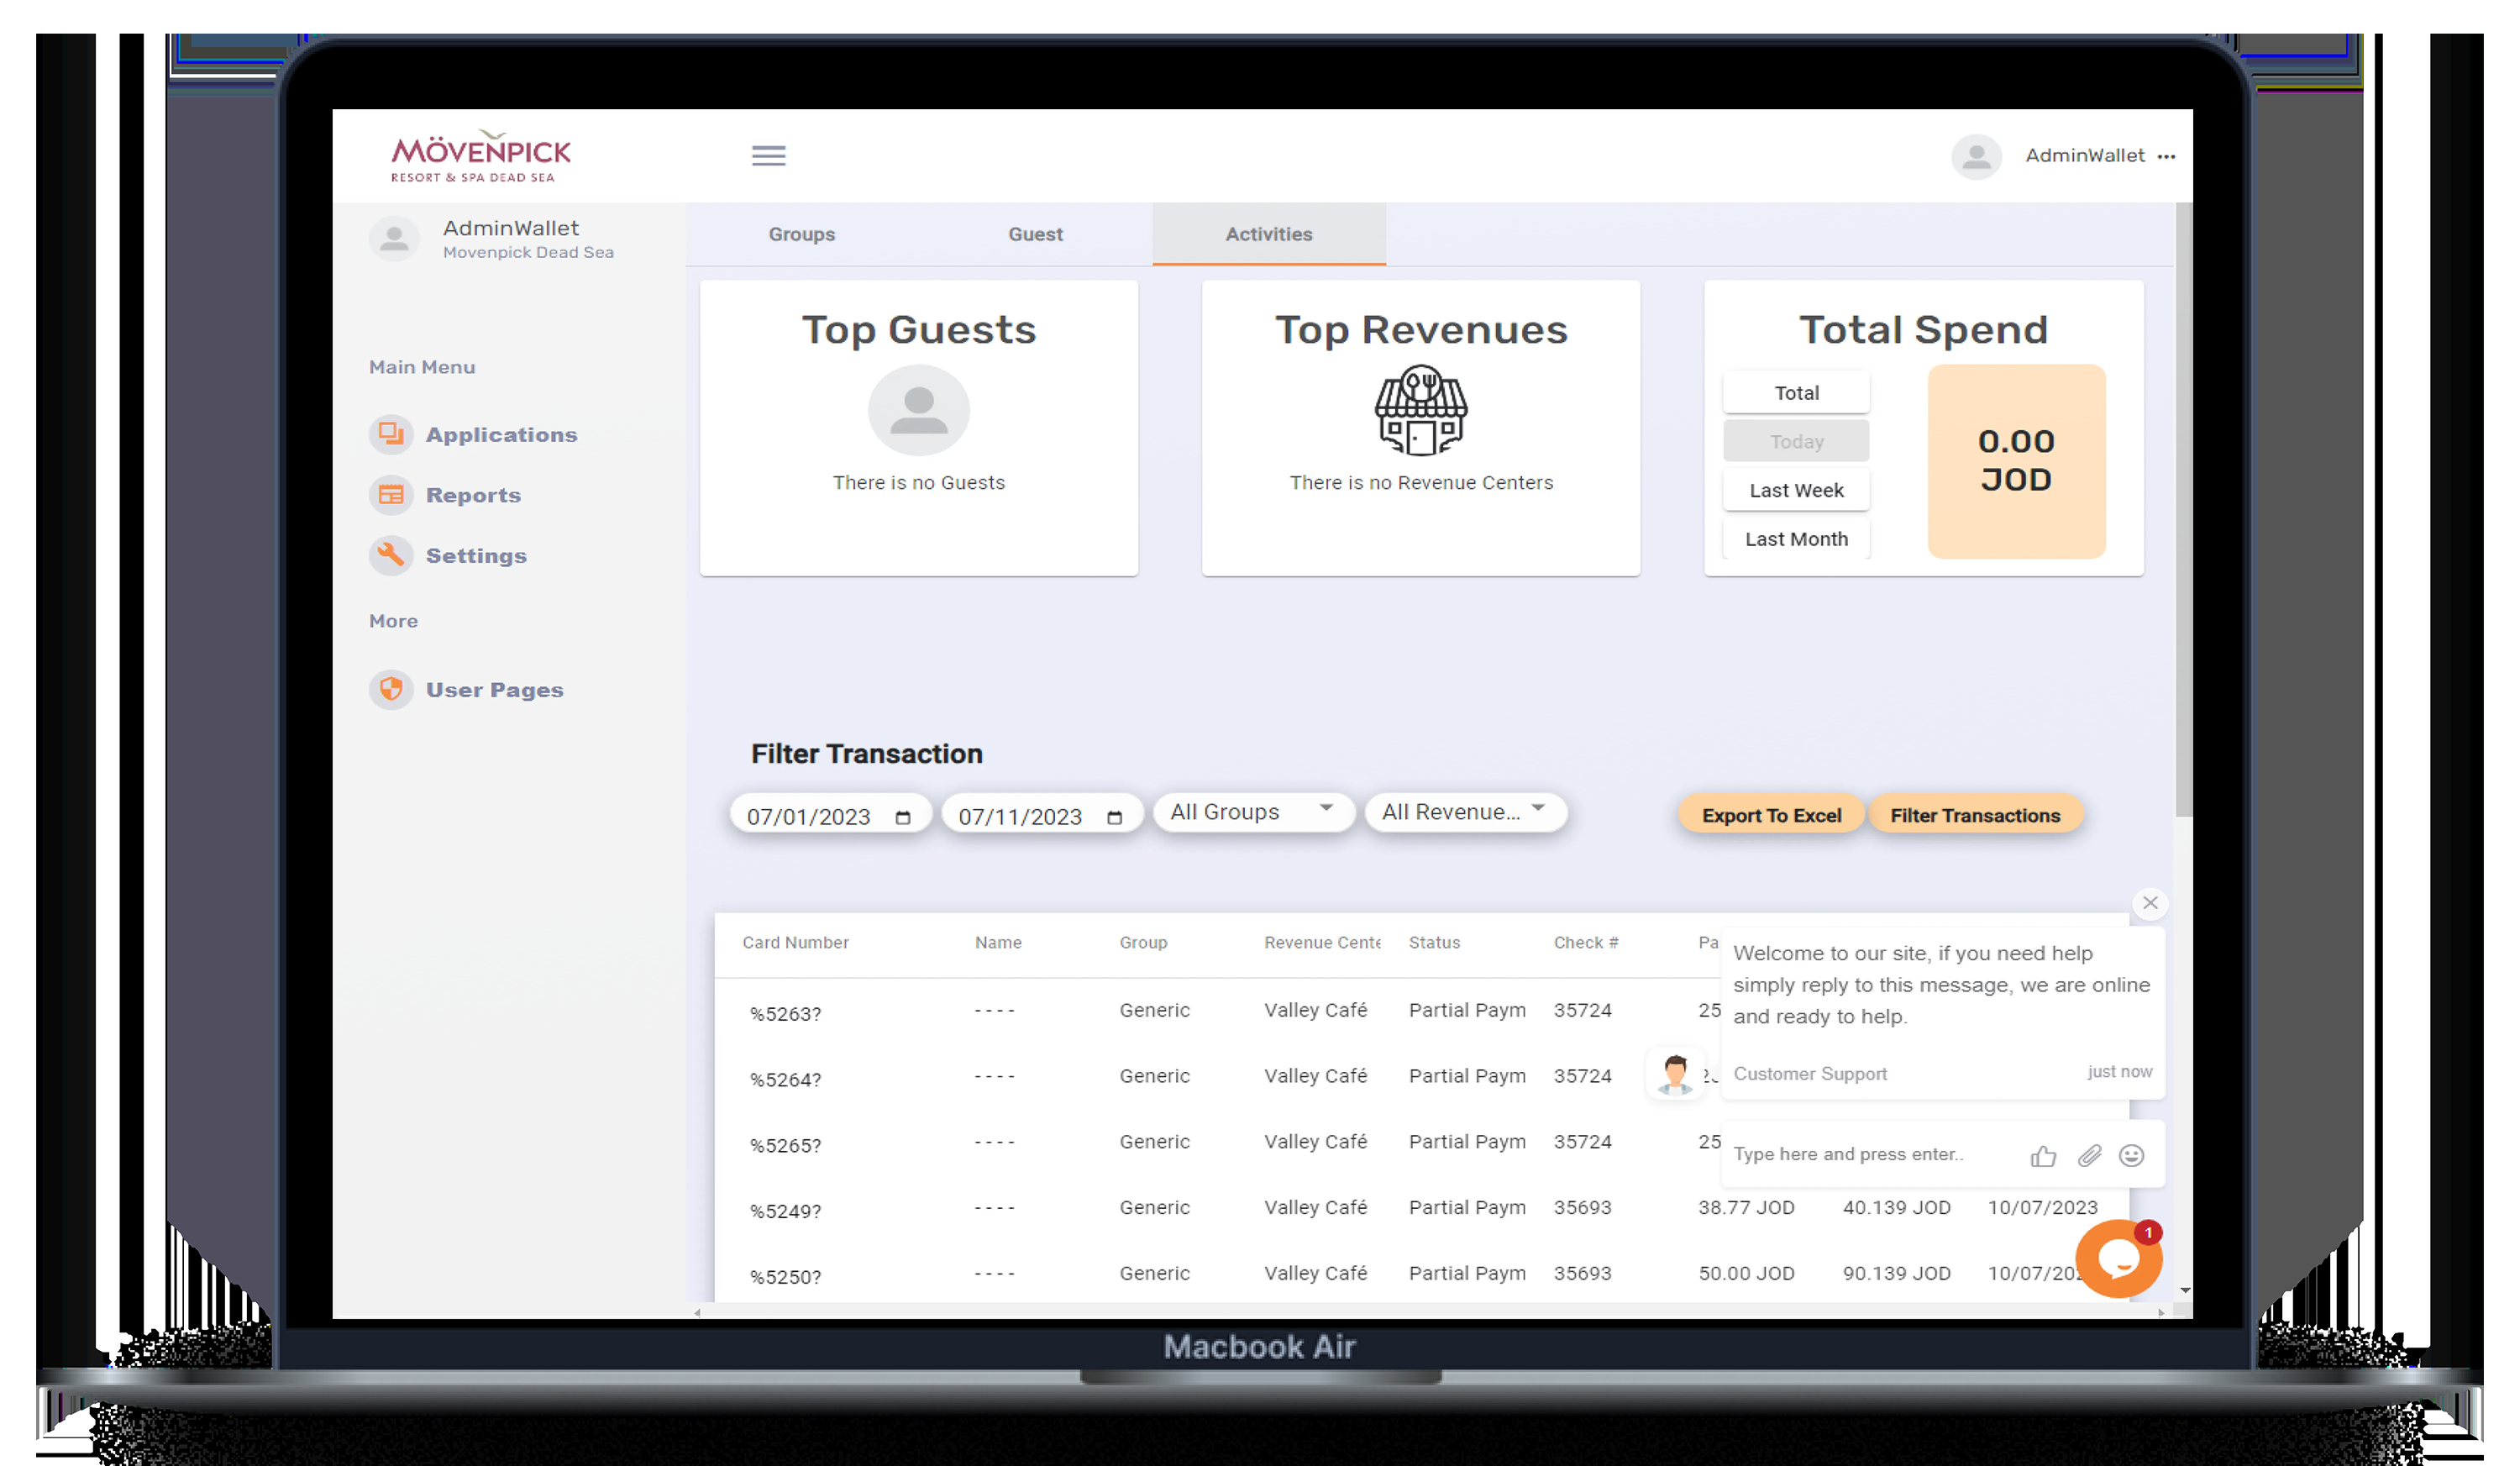 MÖVENPICK
RESORT & SPA DEAD SEA
AdminWallet ...
AdminWallet
Movenpick Dead Sea
Main Menu
Applications
Reports
Settings
More
User Pages
Groups Guest Activities
Top Guests
There is no Guests
Top Revenues
There is no Revenue Centers
Total Spend
Total
Today
Last Week
Last Month
0.00
JOD
Filter Transaction
07/01/2023 07/11/2023 All Groups All Revenue... Export To Excel Filter Transactions
Card Number Name Group Revenue Cente Status Check # Pa
%5263? ---- Generic Valley Café Partial Paym 35724 25
%5264? ---- Generic Valley Café Partial Paym 35724
%5265? ---- Generic Valley Café Partial Paym 35724 25
%5249? ---- Generic Valley Café Partial Paym 35693 38.77 JOD 40.139 JOD 10/07/2023
%5250? ---- Generic Valley Café Partial Paym 35693 50.00 JOD 90.139 JOD 10/07/202
Welcome to our site, if you need help
simply reply to this message, we are online
and ready to help.
Customer Support just now
Type here and press enter..
1
Macbook Air